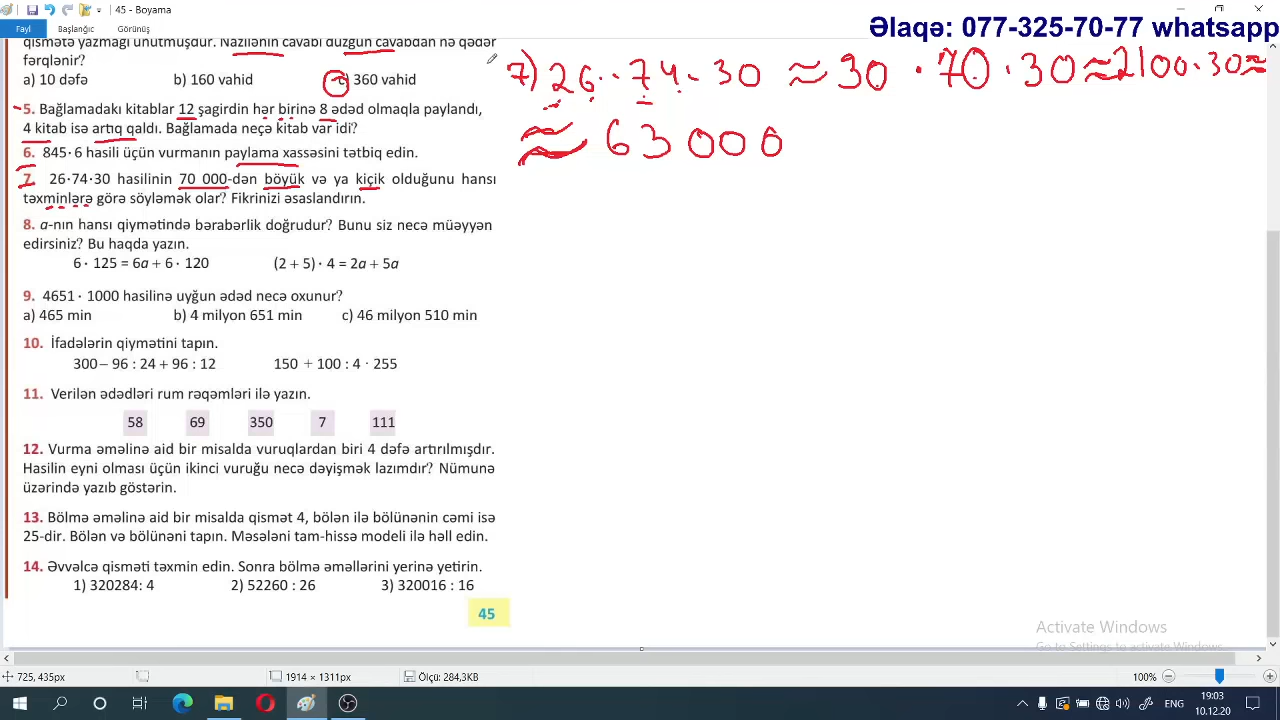 45 - Boyama
Fayl Başlanğıc Görünüş
Əlaqə: 077-325-70-77 whatsapp
qismətə yazmağı unutmuşdur. Nazilənin cavabı düzgün cavabdan nə qədər
fərqlənir?
a) 10 dəfə b) 160 vahid c) 360 vahid
5. Bağlamadakı kitablar 12 şagirdin hər birinə 8 ədəd olmaqla paylandı,
4 kitab isə artıq qaldı. Bağlamada neçə kitab var idi?
6. 845·6 hasili üçün vurmanın paylama xassəsini tətbiq edin.
7. 26·74·30 hasilinin 70 000-dən böyük və ya kiçik olduğunu hansı
təxminlərə görə söyləmək olar? Fikrinizi əsaslandırın.
8. a-nın hansı qiymətində bərabərlik doğrudur? Bunu siz necə müəyyən
edirsiniz? Bu haqda yazın.
6· 125 = 6a + 6· 120 (2 + 5)· 4 = 2a + 5a
9. 4651· 1000 hasilinə uyğun ədəd necə oxunur?
a) 465 min b) 4 milyon 651 min c) 46 milyon 510 min
10. İfadələrin qiymətini tapın.
300 – 96 : 24 + 96 : 12 150 + 100 : 4 · 255
11. Verilən ədədləri rum rəqəmləri ilə yazın.
58 69 350 7 111
12. Vurma əməlinə aid bir misalda vuruqlardan biri 4 dəfə artırılmışdır.
Hasilin eyni olması üçün ikinci vuruğu necə dəyişmək lazımdır? Nümunə
üzərində yazıb göstərin.
13. Bölmə əməlinə aid bir misalda qismət 4, bölən ilə bölünənin cəmi isə
25-dir. Bölən və bölünəni tapın. Məsələni tam-hissə modeli ilə həll edin.
14. Əvvəlcə qisməti təxmin edin. Sonra bölmə əməllərini yerinə yetirin.
1) 320284: 4 2) 52260 : 26 3) 320016 : 16
45
7) 26 · 74 · 30 ≈ 30 · 70 · 30 ≈ 2100 · 30 ≈
≈ 63 000
Activate Windows
Go to Settings to activate Windows.
725, 435px 1914 × 1311px Ölçü: 284,3KB 100%
ENG 19:03
10.12.20